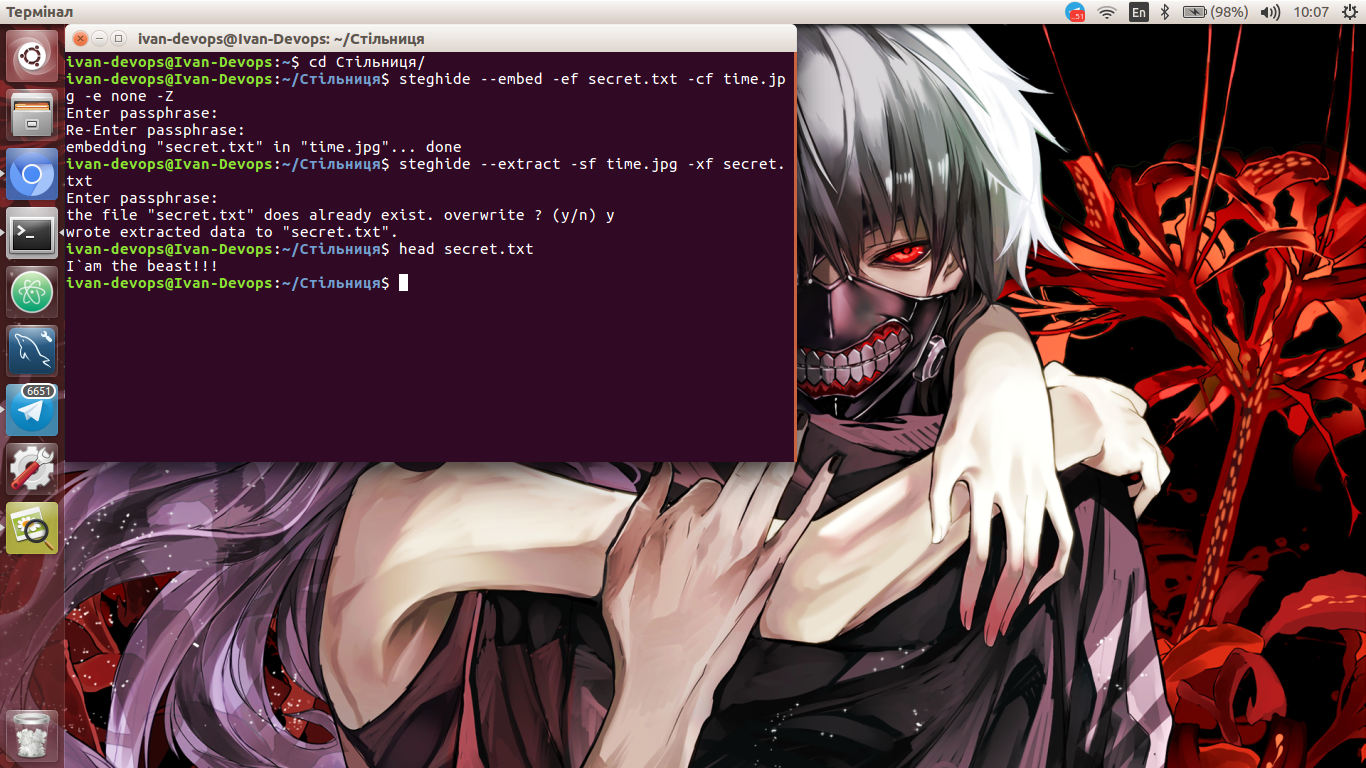 Термінал
51
En
(98%)
10:07
ivan-devops@Ivan-Devops: ~/Стільниця
ivan-devops@Ivan-Devops:~$ cd Стільниця/
ivan-devops@Ivan-Devops:~/Стільниця$ steghide --embed -ef secret.txt -cf time.jp
g -e none -Z
Enter passphrase:
Re-Enter passphrase:
embedding "secret.txt" in "time.jpg"... done
ivan-devops@Ivan-Devops:~/Стільниця$ steghide --extract -sf time.jpg -xf secret.
txt
Enter passphrase:
the file "secret.txt" does already exist. overwrite ? (y/n) y
wrote extracted data to "secret.txt".
ivan-devops@Ivan-Devops:~/Стільниця$ head secret.txt
I`am the beast!!!
ivan-devops@Ivan-Devops:~/Стільниця$
6651